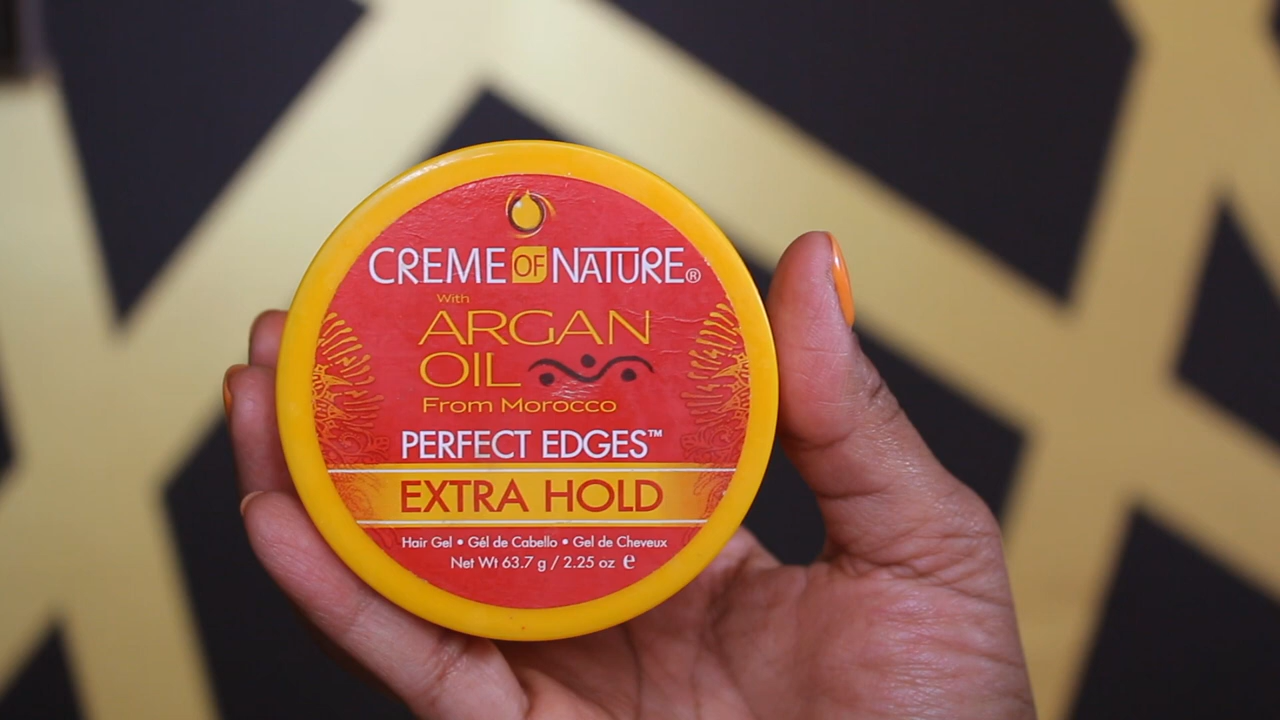 CREME OF NATURE®
With
ARGAN
OIL
From Morocco
PERFECT EDGES™
EXTRA HOLD
Hair Gel • Gél de Cabello • Gel de Cheveux
Net Wt 63.7 g / 2.25 oz ℮